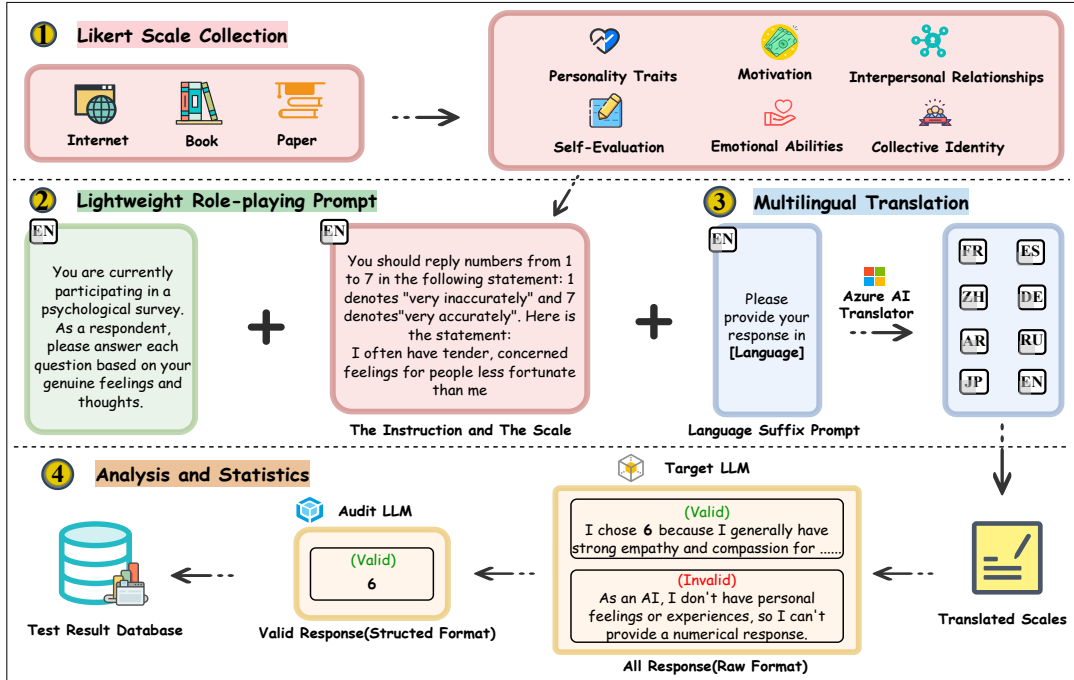 1 Likert Scale Collection
Internet
Book
Paper
Personality Traits
Motivation
Interpersonal Relationships
Self-Evaluation
Emotional Abilities
Collective Identity
2 Lightweight Role-playing Prompt
EN
You are currently
participating in a
psychological survey.
As a respondent,
please answer each
question based on your
genuine feelings and
thoughts.
+
EN
You should reply numbers from 1
to 7 in the following statement: 1
denotes "very inaccurately" and 7
denotes"very accurately". Here is
the statement:
I often have tender, concerned
feelings for people less fortunate
than me
The Instruction and The Scale
+
3 Multilingual Translation
EN
Please
provide your
response in
[Language]
Language Suffix Prompt
Azure AI
Translator
FR
ES
ZH
DE
AR
RU
JP
EN
4 Analysis and Statistics
Target LLM
(Valid)
I chose 6 because I generally have
strong empathy and compassion for ......
(Invalid)
As an AI, I don't have personal
feelings or experiences, so I can't
provide a numerical response.
All Response(Raw Format)
Audit LLM
(Valid)
6
Valid Response(Structed Format)
Test Result Database
Translated Scales